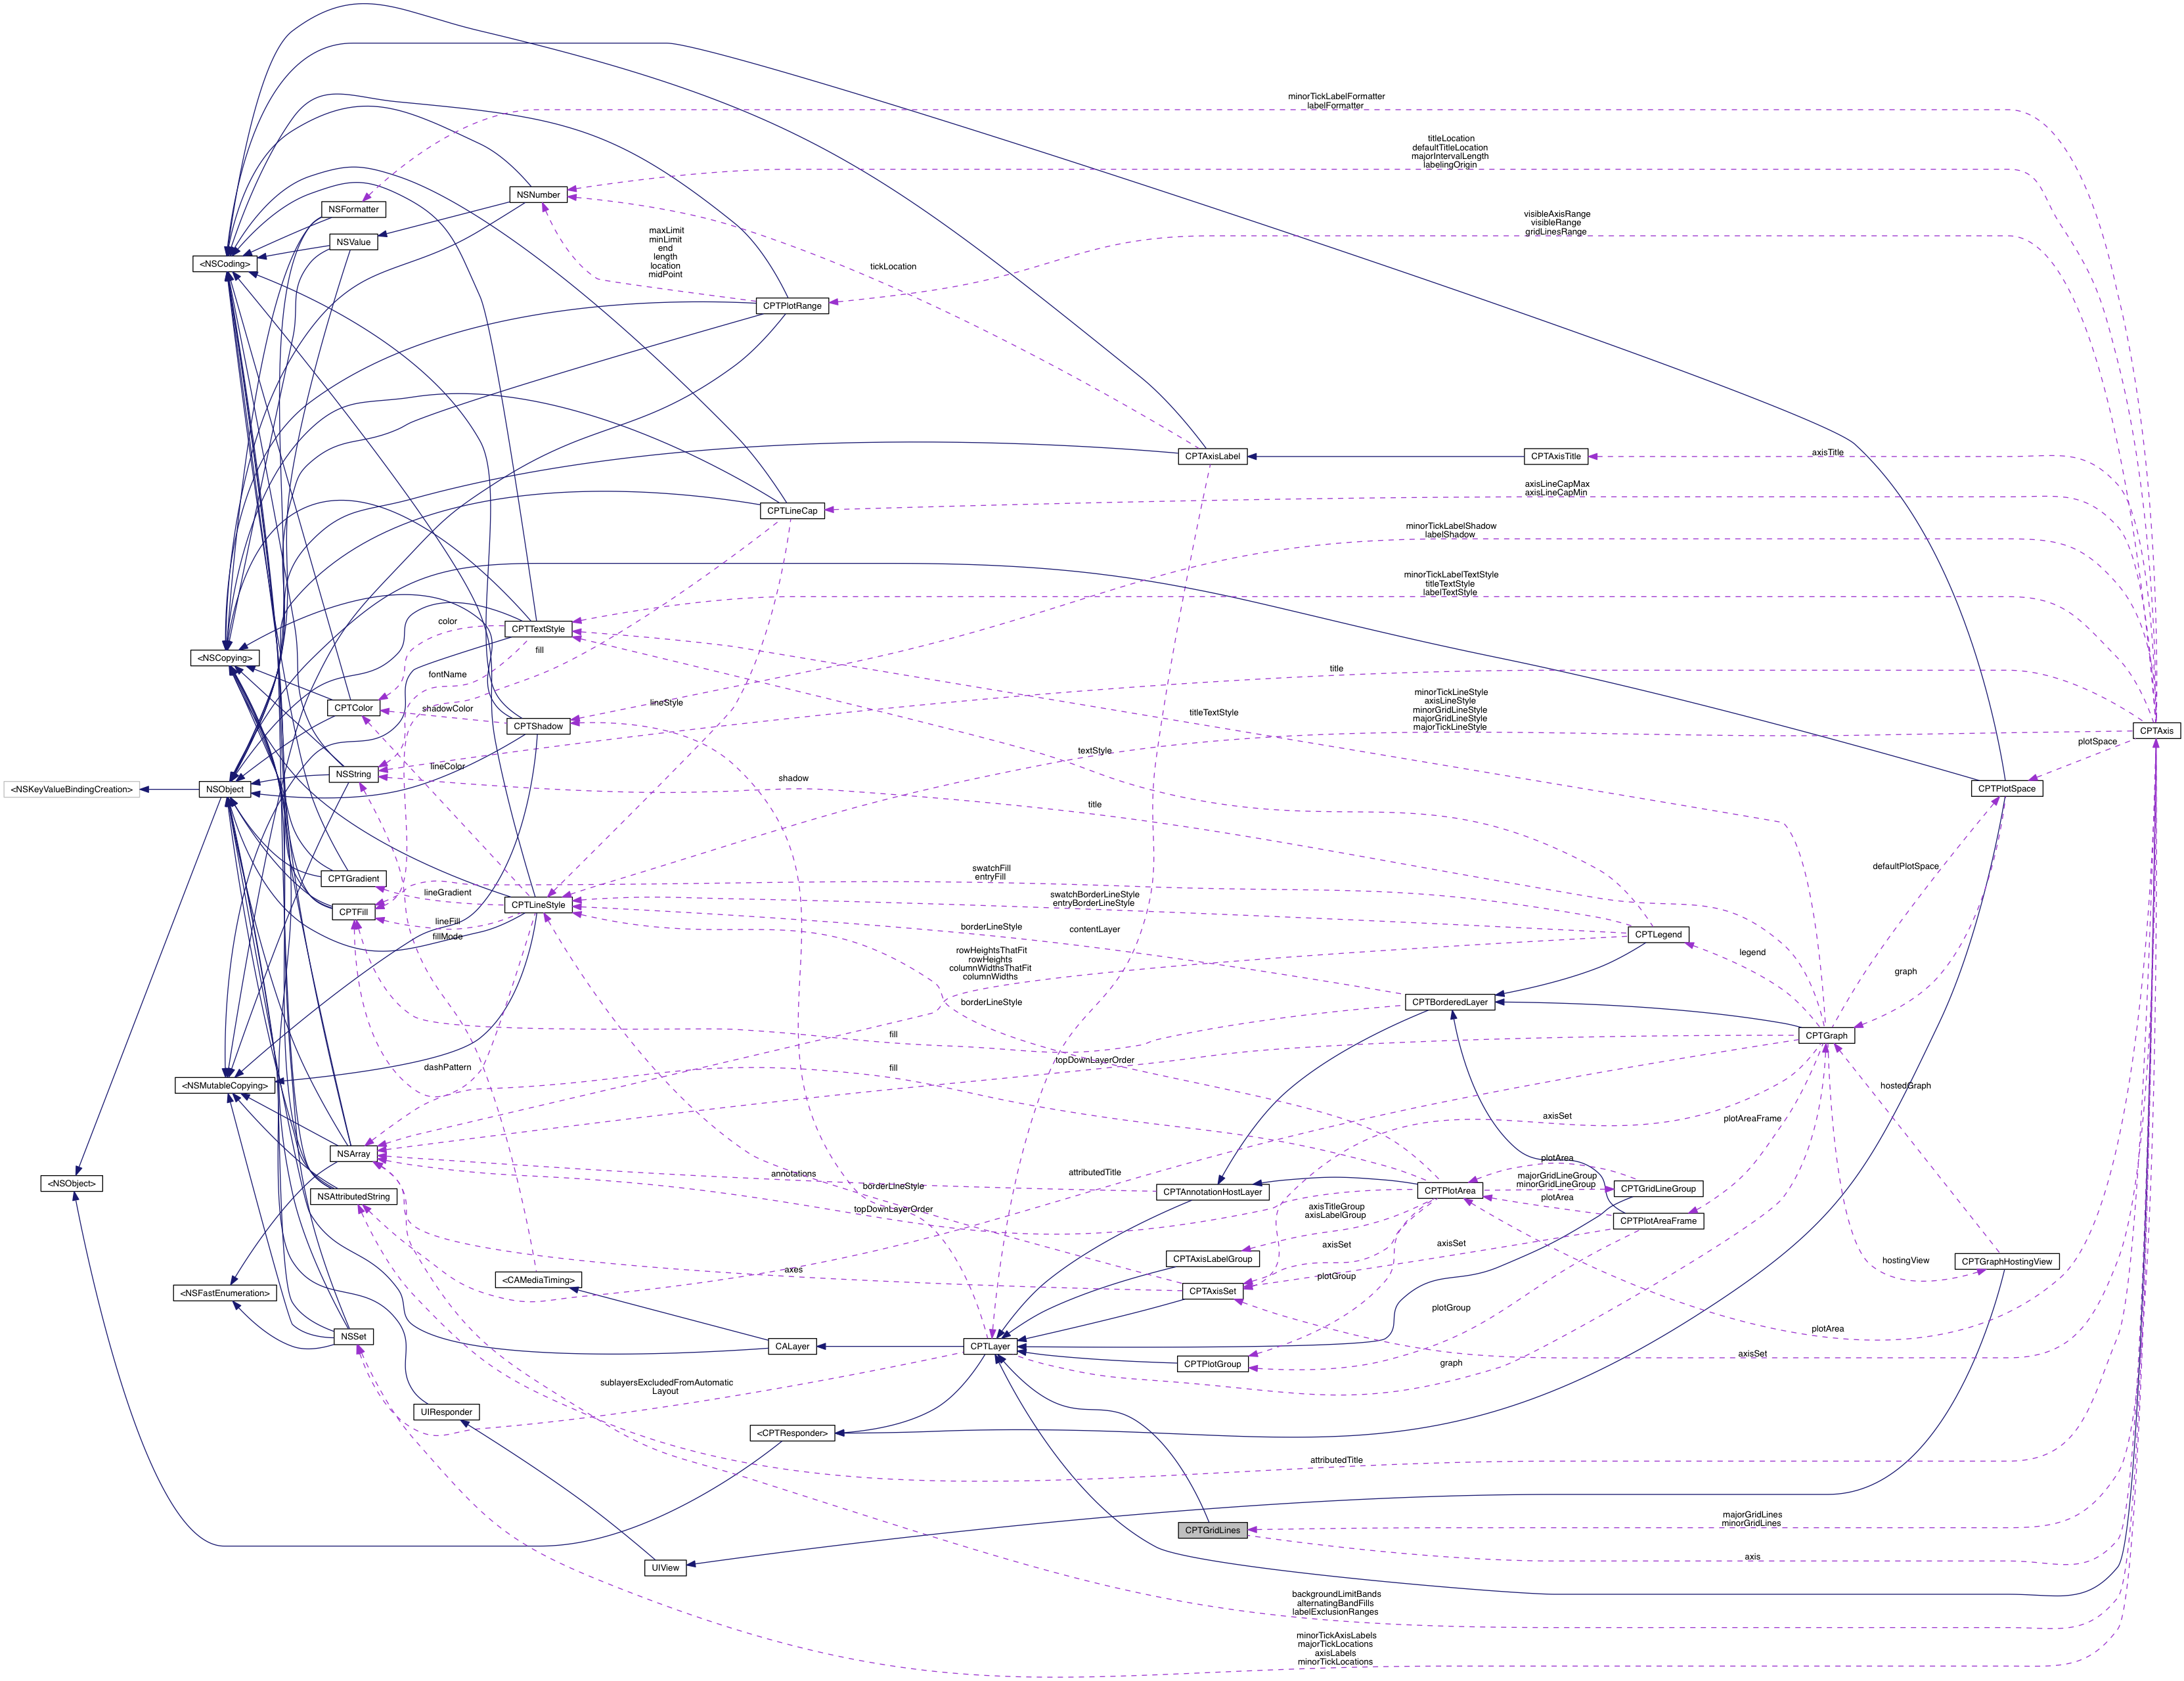 minorTickLabelFormatter
labelFormatter
titleLocation
defaultTitleLocation
majorIntervalLength
labelingOrigin
NSNumber
NSFormatter
visibleAxisRange
visibleRange
gridLinesRange
maxLimit
minLimit
end
length
location
midPoint
NSValue
<NSCoding>
tickLocation
CPTPlotRange
CPTAxisLabel
CPTAxisTitle
axisTitle
axisLineCapMax
axisLineCapMin
CPTLineCap
minorTickLabelShadow
labelShadow
minorTickLabelTextStyle
titleTextStyle
labelTextStyle
color
CPTTextStyle
fill
<NSCopying>
fontName
title
CPTColor
shadowColor
lineStyle
titleTextStyle
minorTickLineStyle
axisLineStyle
minorGridLineStyle
majorGridLineStyle
majorTickLineStyle
CPTShadow
CPTAxis
plotSpace
textStyle
lineColor
NSString
shadow
<NSKeyValueBindingCreation>
NSObject
CPTPlotSpace
title
swatchFill
entryFill
defaultPlotSpace
CPTGradient
lineGradient
swatchBorderLineStyle
entryBorderLineStyle
CPTFill
CPTLineStyle
lineFill
fillMode
borderLineStyle
contentLayer
CPTLegend
legend
rowHeightsThatFit
rowHeights
columnWidthsThatFit
columnWidths
graph
borderLineStyle
CPTBorderedLayer
fill
CPTGraph
topDownLayerOrder
dashPattern
fill
<NSMutableCopying>
hostedGraph
axisSet
plotAreaFrame
NSArray
plotArea
annotations
attributedTitle
majorGridLineGroup
minorGridLineGroup
<NSObject>
NSAttributedString
borderLineStyle
CPTAnnotationHostLayer
CPTPlotArea
CPTGridLineGroup
plotArea
topDownLayerOrder
axisTitleGroup
axisLabelGroup
CPTPlotAreaFrame
axisSet
axisSet
CPTAxisLabelGroup
hostingView
CPTGraphHostingView
axes
<CAMediaTiming>
plotGroup
<NSFastEnumeration>
CPTAxisSet
plotGroup
plotArea
NSSet
CALayer
CPTLayer
CPTPlotGroup
graph
axisSet
sublayersExcludedFromAutomatic
Layout
UIResponder
<CPTResponder>
attributedTitle
majorGridLines
minorGridLines
CPTGridLines
axis
UIView
backgroundLimitBands
alternatingBandFills
labelExclusionRanges
minorTickAxisLabels
majorTickLocations
axisLabels
minorTickLocations